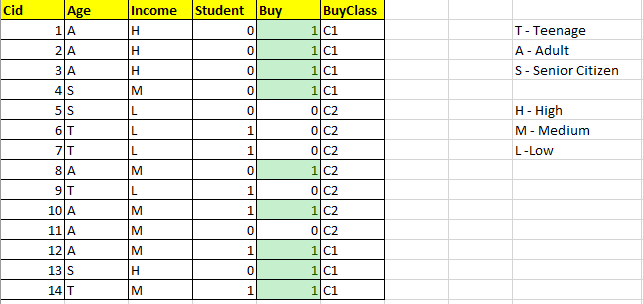 Cid Age Income Student Buy BuyClass
1 A H 0 1 C1 T - Teenage
2 A H 0 1 C1 A - Adult
3 A H 0 1 C1 S - Senior Citizen
4 S M 0 1 C1
5 S L 0 0 C2 H - High
6 T L 1 0 C2 M - Medium
7 T L 1 0 C2 L -Low
8 A M 0 1 C2
9 T L 1 0 C2
10 A M 1 1 C2
11 A M 0 0 C2
12 A M 1 1 C1
13 S H 0 1 C1
14 T M 1 1 C1